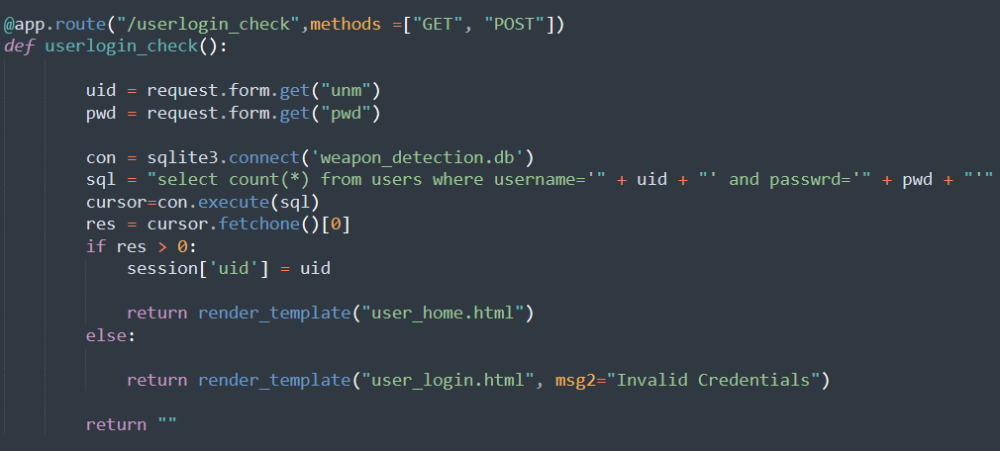 @app.route("/userlogin_check",methods =["GET", "POST"])
def userlogin_check():
uid = request.form.get("unm")
pwd = request.form.get("pwd")
con = sqlite3.connect('weapon_detection.db')
sql = "select count(*) from users where username='" + uid + "' and passwrd='" + pwd + "'"
cursor=con.execute(sql)
res = cursor.fetchone()[0]
if res > 0:
session['uid'] = uid
return render_template("user_home.html")
else:
return render_template("user_login.html", msg2="Invalid Credentials")
return ""